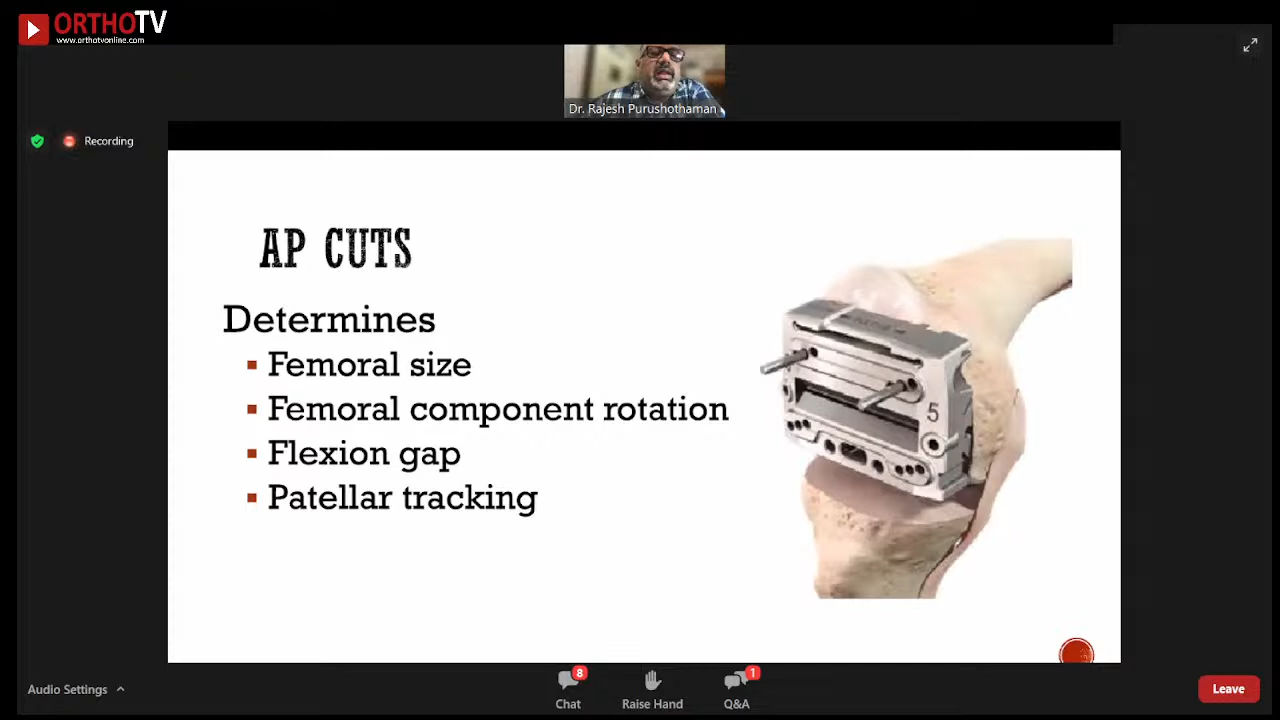 ORTHOTV
www.orthotvonline.com
Dr. Rajesh Purushothaman
Recording
AP CUTS
Determines
Femoral size
Femoral component rotation
Flexion gap
Patellar tracking
5
Audio Settings
8
Chat
Raise Hand
1
Q&A
Leave